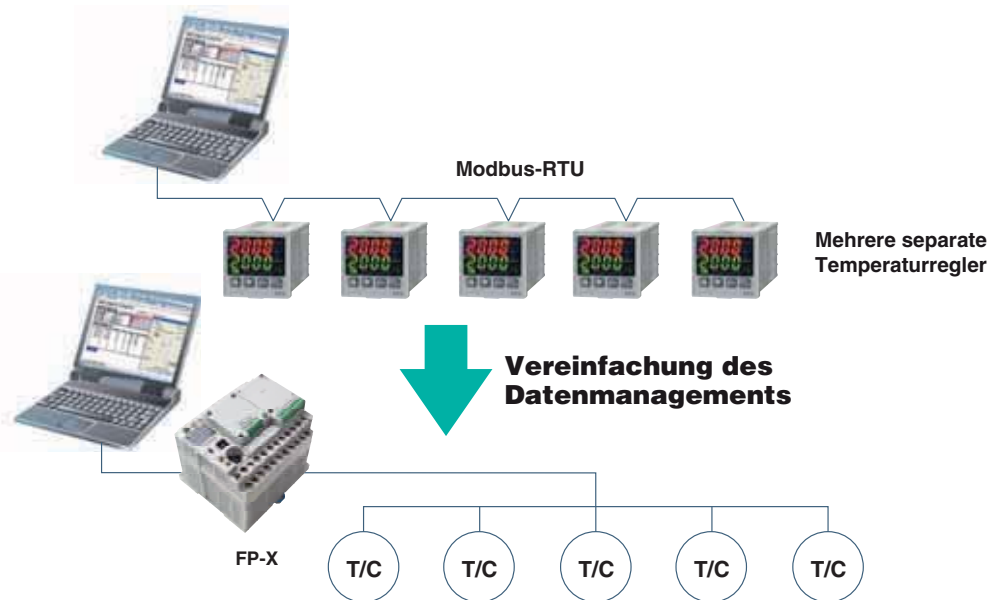 Modbus-RTU
Mehrere separate
Temperaturregler
Vereinfachung des
Datenmanagements
FP-X
T/C
T/C
T/C
T/C
T/C